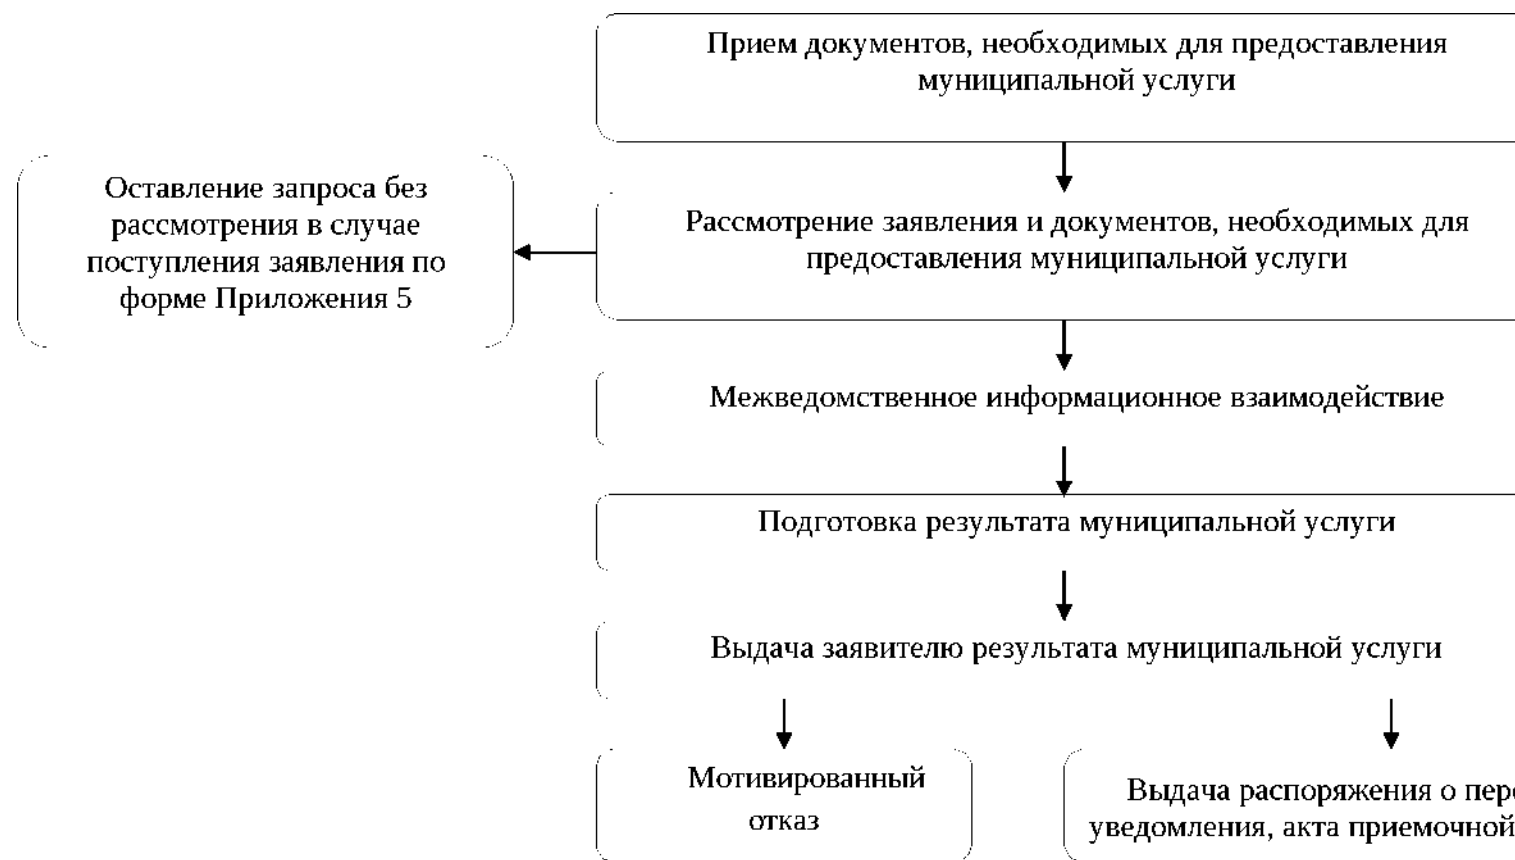 Прием документов, необходимых для предоставления
муниципальной услуги
Оставление запроса без
рассмотрения в случае
поступления заявления по
форме Приложения 5
Рассмотрение заявления и документов, необходимых для
предоставления муниципальной услуги
Межведомственное информационное взаимодействие
Подготовка результата муниципальной услуги
Выдача заявителю результата муниципальной услуги
Мотивированный
отказ
Выдача распоряжения о
уведомления, акта приемочной